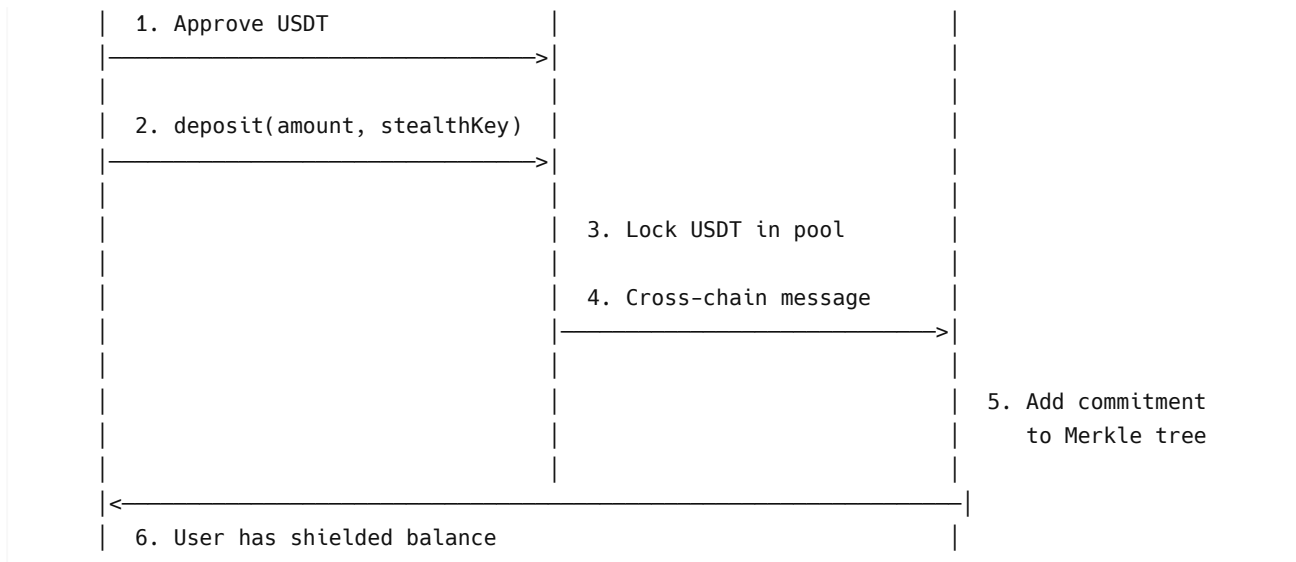 1. Approve USDT
2. deposit(amount, stealthKey)
3. Lock USDT in pool
4. Cross-chain message
5. Add commitment
to Merkle tree
6. User has shielded balance